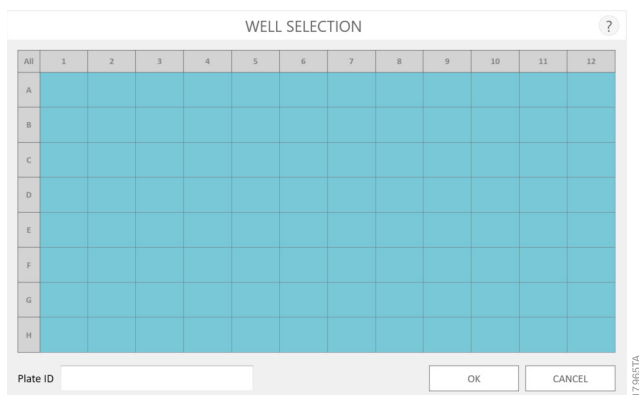 WELL SELECTION ?
All 1 2 3 4 5 6 7 8 9 10 11 12
A
B
C
D
E
F
G
H
Plate ID OK CANCEL
17965TA